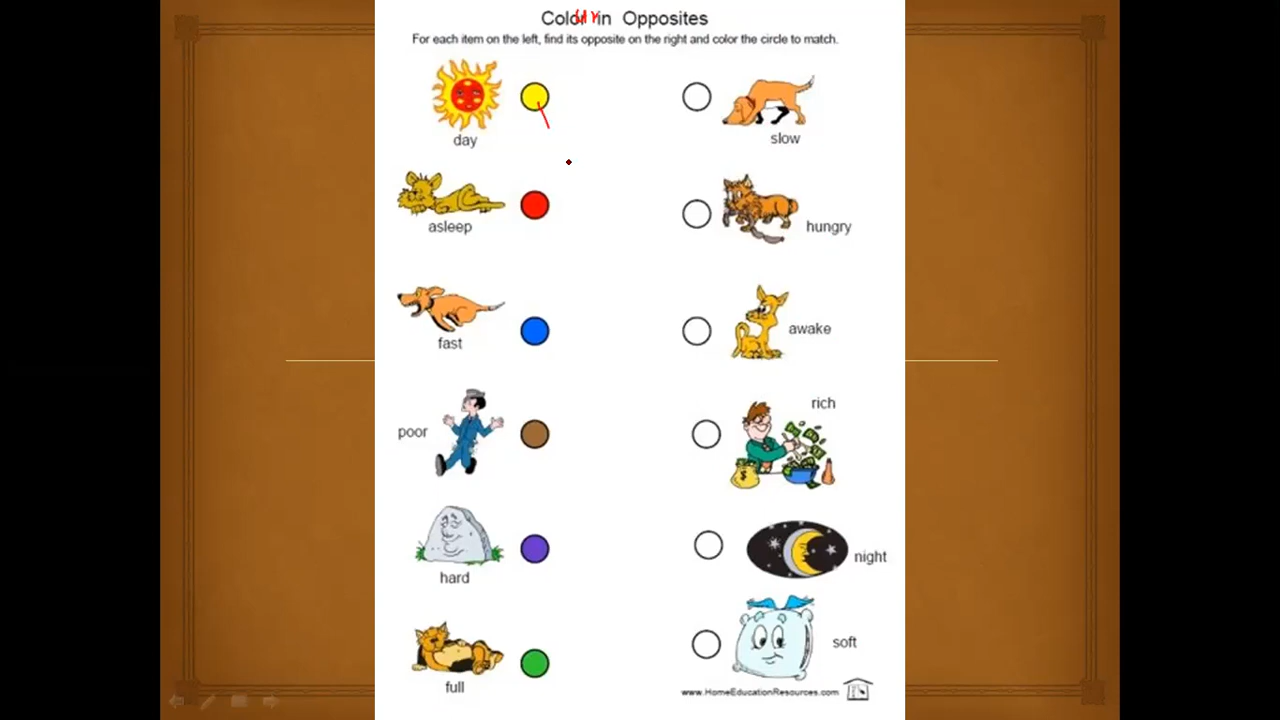 Color in Opposites
For each item on the left, find its opposite on the right and color the circle to match.
day
slow
asleep
hungry
fast
awake
poor
rich
hard
night
full
soft
www.HomeEducationResources.com